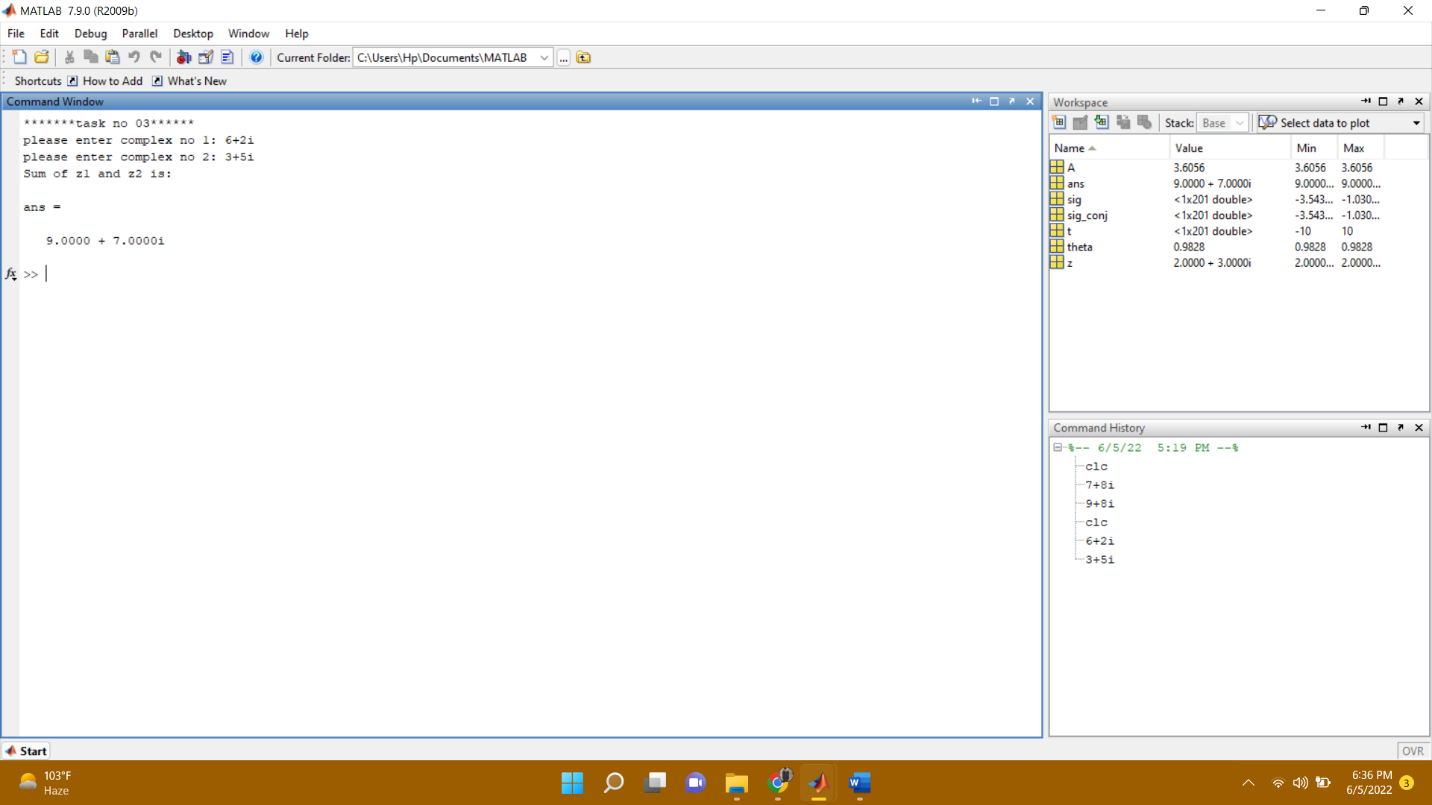 MATLAB 7.9.0 (R2009b)
File Edit Debug Parallel Desktop Window Help
Current Folder: C:\Users\Hp\Documents\MATLAB ...
Shortcuts How to Add What's New
Command Window
*******task no 03******
please enter complex no 1: 6+2i
please enter complex no 2: 3+5i
Sum of z1 and z2 is:
ans =
9.0000 + 7.0000i
fx >>
Workspace
Stack: Base Select data to plot
Name Value Min Max
A 3.6056 3.6056 3.6056
ans 9.0000 + 7.0000i 9.0000... 9.0000...
sig <1x201 double> -3.543... -1.030...
sig_conj <1x201 double> -3.543... -1.030...
t <1x201 double> -10 10
theta 0.9828 0.9828 0.9828
z 2.0000 + 3.0000i 2.0000... 2.0000...
Command History
%-- 6/5/22 5:19 PM --%
clc
7+8i
9+8i
clc
6+2i
3+5i
Start
OVR
103°F
Haze
W
6:36 PM
6/5/2022
3